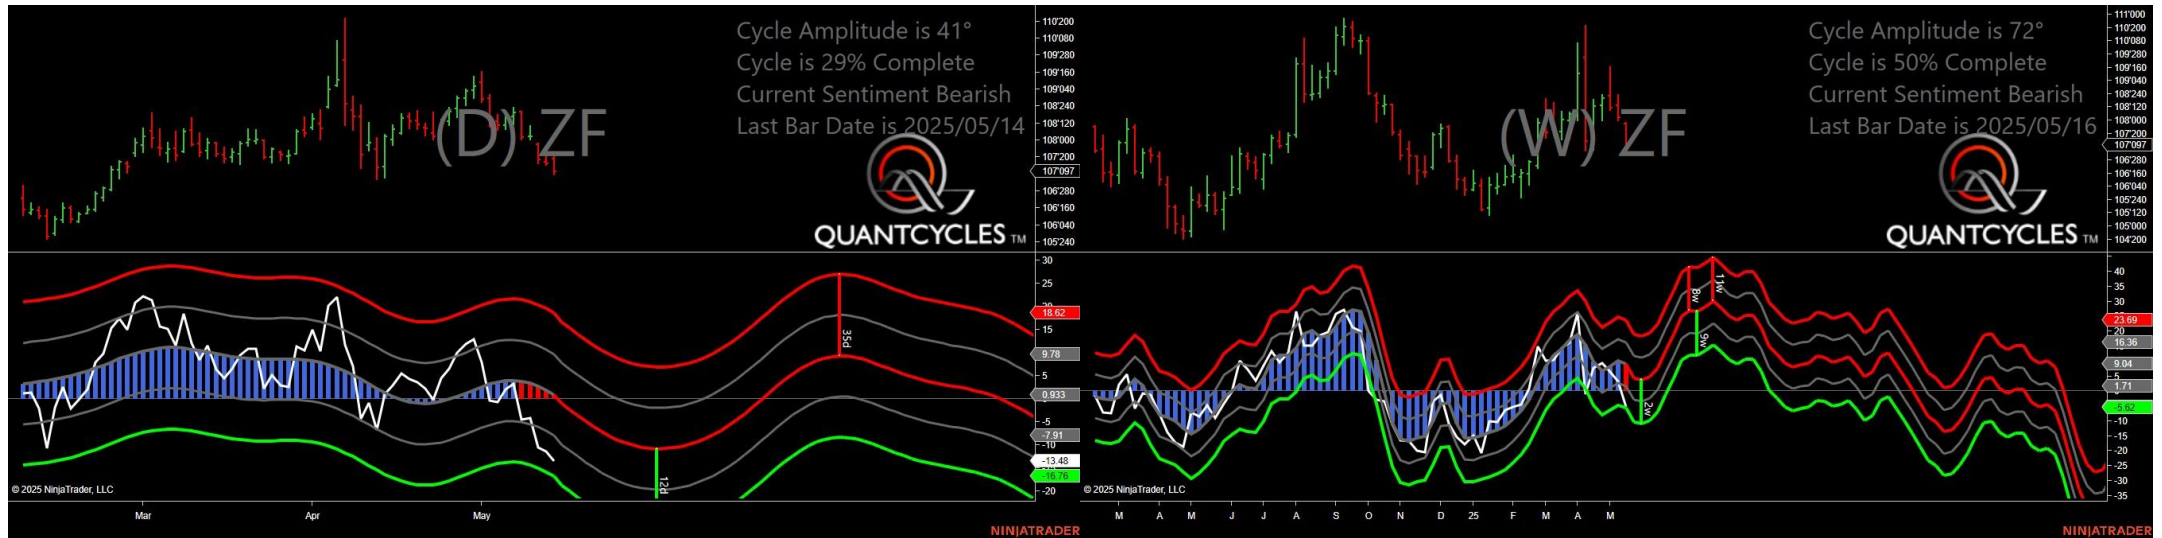 Cycle Amplitude is 41°
Cycle is 29% Complete
Current Sentiment Bearish
Last Bar Date is 2025/05/14
(D) ZF
QUANTCYCLES TM
110'200
110'080
109'280
109'160
109'040
108'240
108'120
108'000
107'200
107'097
106'280
106'160
106'040
105'240
30
25
18.62
15
9.78
5
0.933
-5
-7.91
-10
-13.48
-16.76
-20
35d
12d
© 2025 NinjaTrader, LLC
Mar
Apr
May
NINJATRADER
Cycle Amplitude is 72°
Cycle is 50% Complete
Current Sentiment Bearish
Last Bar Date is 2025/05/16
(W) ZF
QUANTCYCLES TM
111'000
110'200
110'080
109'280
109'160
109'040
108'240
108'120
108'000
107'200
107'097
106'280
106'160
106'040
105'240
105'120
105'000
104'200
40
35
30
23.69
20
16.36
9.04
5
1.71
-5.62
-10
-15
-20
-25
-30
-35
8w
11w
9w
2w
© 2025 NinjaTrader, LLC
M A M J J A S O N D 25 F M A M
NINJATRADER